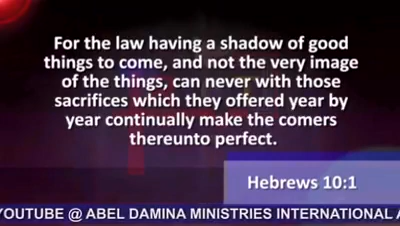 For the law having a shadow of good
things to come, and not the very image
of the things, can never with those
sacrifices which they offered year by
year continually make the comers
thereunto perfect.
Hebrews 10:1
YOUTUBE @ ABEL DAMINA MINISTRIES INTERNATIONAL A